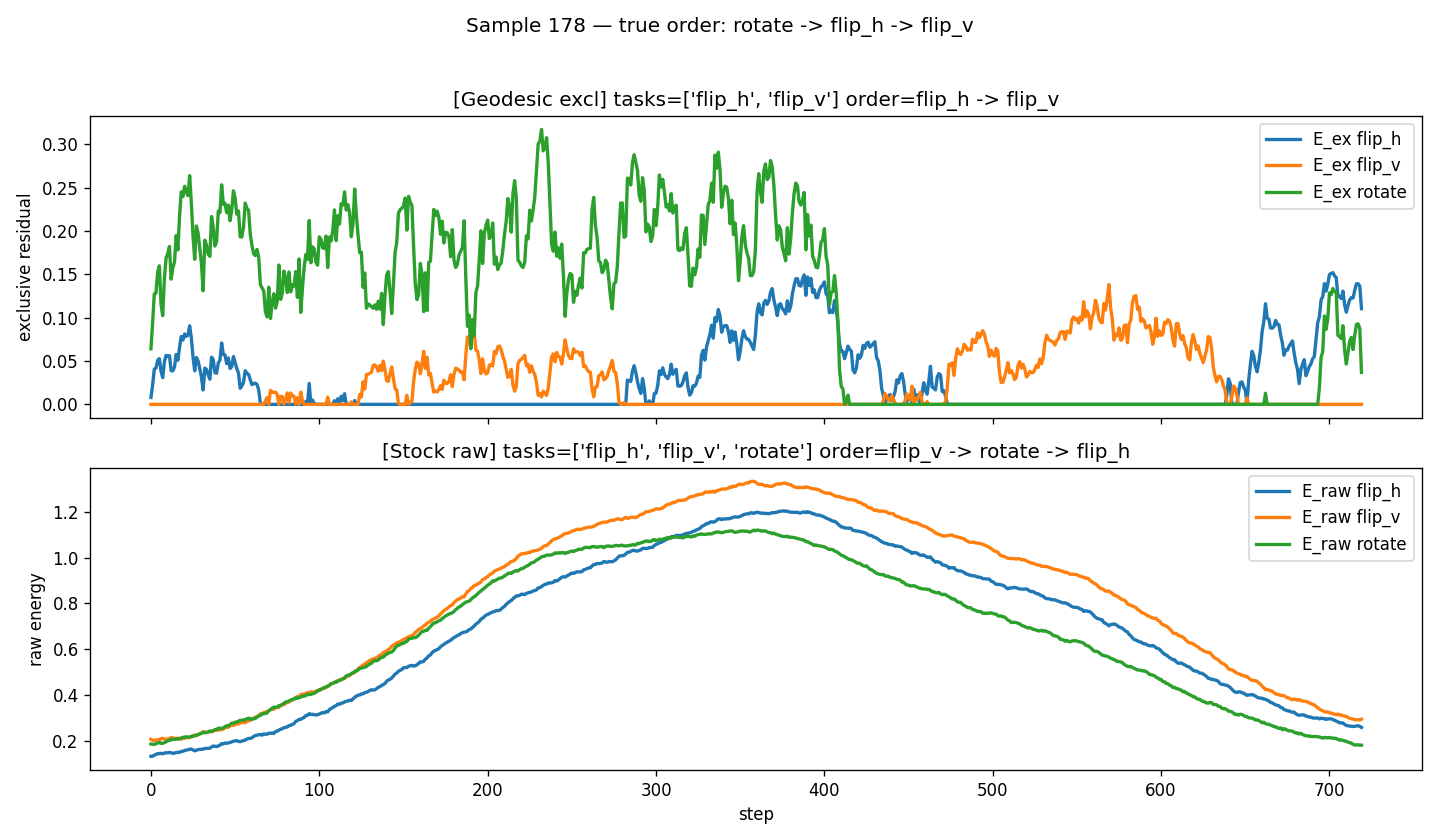 Sample 178 — true order: rotate -> flip_h -> flip_v
[Geodesic excl] tasks=['flip_h', 'flip_v'] order=flip_h -> flip_v
exclusive residual
0.30
0.25
0.20
0.15
0.10
0.05
0.00
E_ex flip_h
E_ex flip_v
E_ex rotate
[Stock raw] tasks=['flip_h', 'flip_v', 'rotate'] order=flip_v -> rotate -> flip_h
raw energy
1.2
1.0
0.8
0.6
0.4
0.2
E_raw flip_h
E_raw flip_v
E_raw rotate
0 100 200 300 400 500 600 700
step